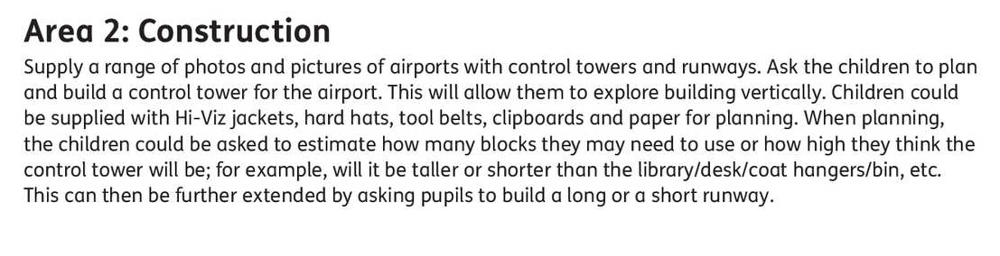 Area 2: Construction
Supply a range of photos and pictures of airports with control towers and runways. Ask the children to plan
and build a control tower for the airport. This will allow them to explore building vertically. Children could
be supplied with Hi-Viz jackets, hard hats, tool belts, clipboards and paper for planning. When planning,
the children could be asked to estimate how many blocks they may need to use or how high they think the
control tower will be; for example, will it be taller or shorter than the library/desk/coat hangers/bin, etc.
This can then be further extended by asking pupils to build a long or a short runway.